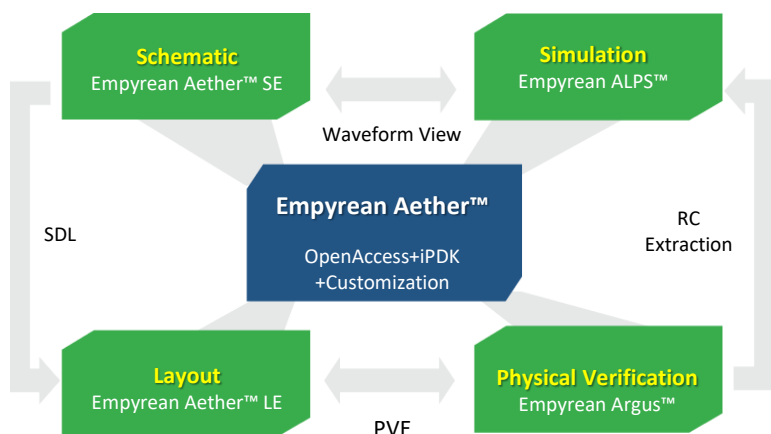 Schematic
Empyrean Aether™ SE
Simulation
Empyrean ALPS™
Waveform View
Empyrean Aether™
OpenAccess+iPDK
+Customization
SDL
RC
Extraction
Layout
Empyrean Aether™ LE
Physical Verification
Empyrean Argus™
PVE